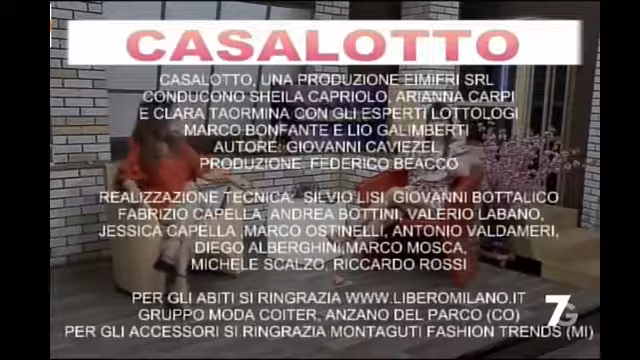 CASALOTTO
CASALOTTO, UNA PRODUZIONE EIMIFRI SRL
CONDUCONO SHEILA CAPRIOLO, ARIANNA CARPI
E CLARA TAORMINA CON GLI ESPERTI LOTTOLOGI
MARCO BONFANTE E LIO GALIMBERTI
AUTORE: GIOVANNI CAVIEZEL
PRODUZIONE: FEDERICO BEACCO
REALIZZAZIONE TECNICA: SILVIO LISI, GIOVANNI BOTTALICO
FABRIZIO CAPELLA, ANDREA BOTTINI, VALERIO LABANO,
JESSICA CAPELLA ,MARCO OSTINELLI, ANTONIO VALDAMERI,
DIEGO ALBERGHINI,MARCO MOSCA,
MICHELE SCALZO, RICCARDO ROSSI
PER GLI ABITI SI RINGRAZIA WWW.LIBEROMILANO.IT
GRUPPO MODA COITER, ANZANO DEL PARCO (CO)
PER GLI ACCESSORI SI RINGRAZIA MONTAGUTI FASHION TRENDS (MI)
7G